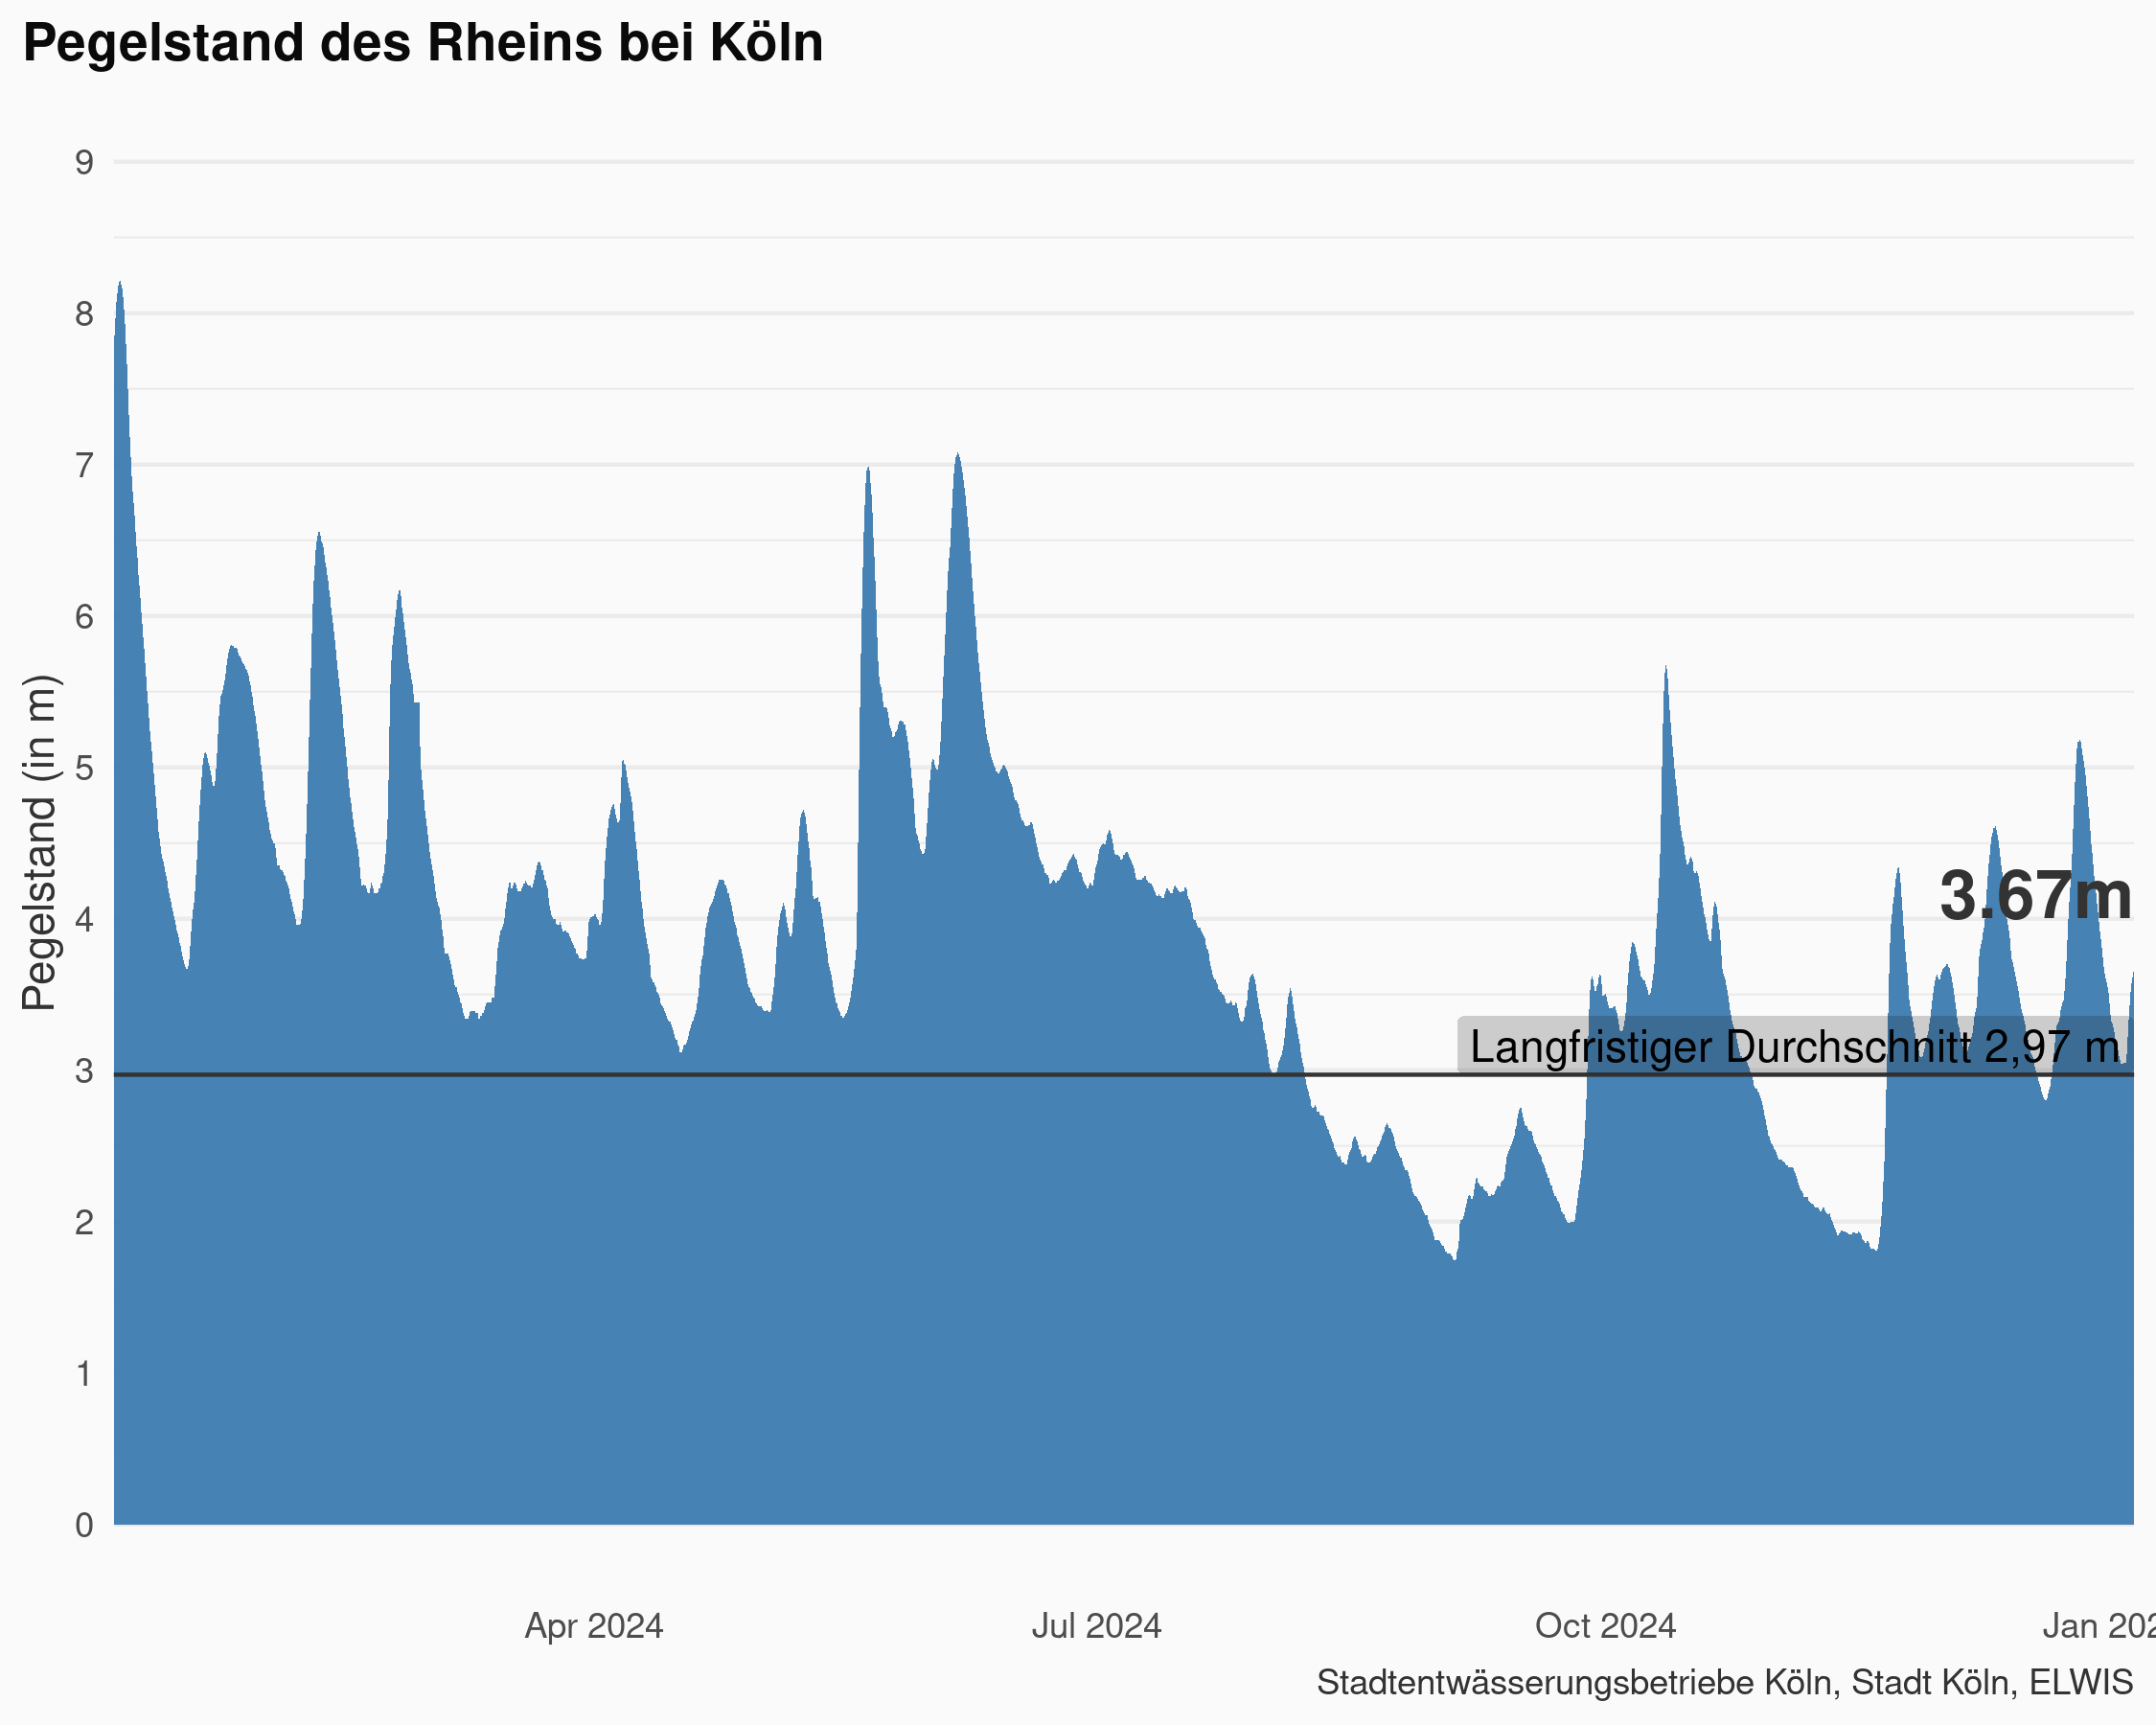 Pegelstand des Rheins bei Köln
Pegelstand (in m)
9
8
7
6
5
4
3
2
1
0
3.67m
Langfristiger Durchschnitt 2,97 m
Apr 2024
Jul 2024
Oct 2024
Jan 202
Stadtentwässerungsbetriebe Köln, Stadt Köln, ELWIS